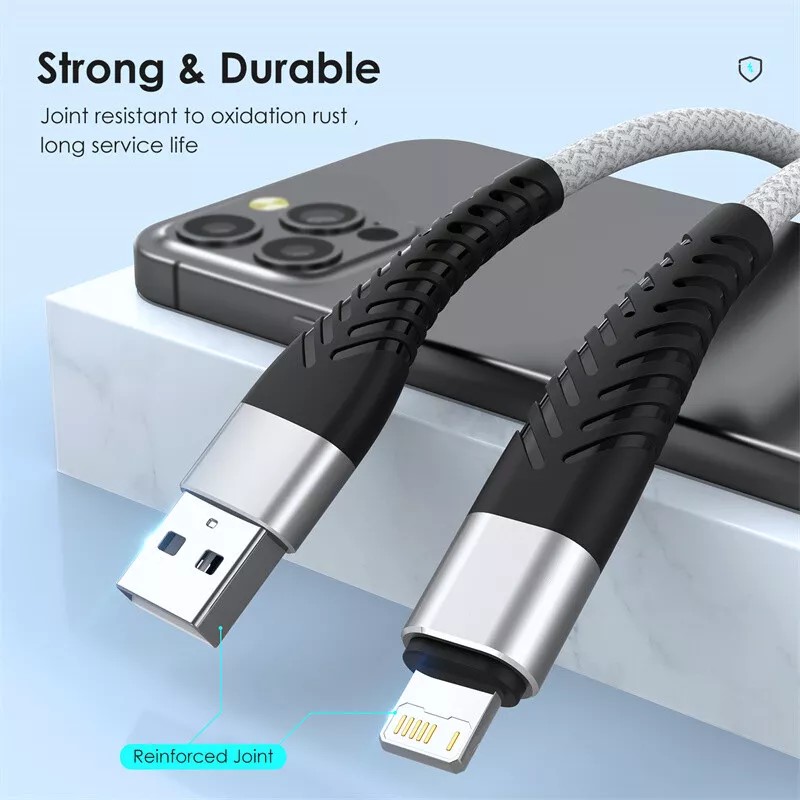 Strong & Durable
Joint resistant to oxidation rust ,
long service life
Reinforced Joint